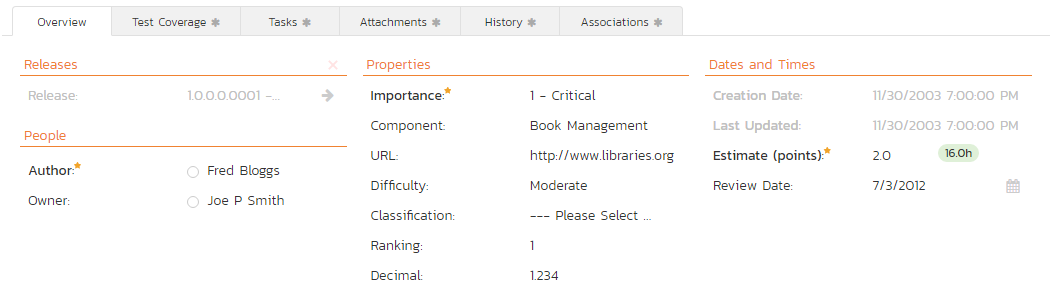 Overview
Test Coverage ✱
Tasks ✱
Attachments ✱
History ✱
Associations ✱
Releases
Release: 1.0.0.0.0001 -...
People
Author: Fred Bloggs
Owner: Joe P Smith
Properties
Importance: 1 - Critical
Component: Book Management
URL: http://www.libraries.org
Difficulty: Moderate
Classification: --- Please Select ...
Ranking: 1
Decimal: 1.234
Dates and Times
Creation Date: 11/30/2003 7:00:00 PM
Last Updated: 11/30/2003 7:00:00 PM
Estimate (points): 2.0 16.0h
Review Date: 7/3/2012